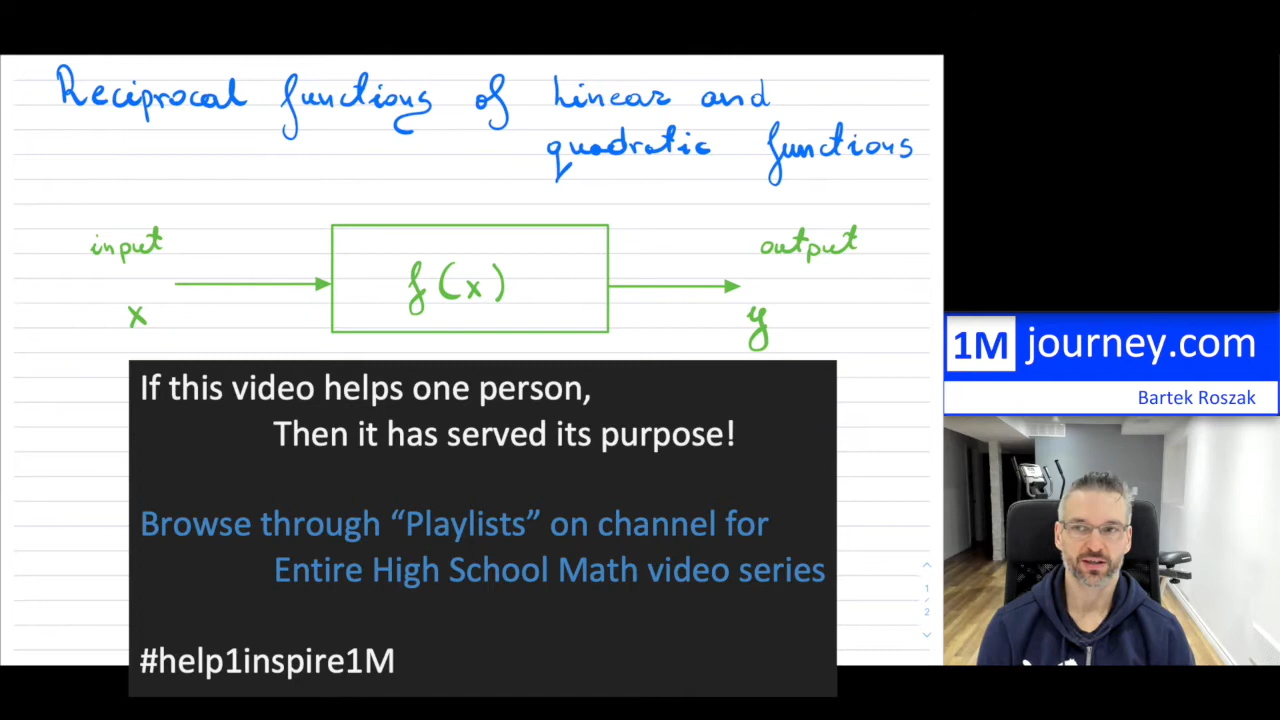 Reciprocal functions of Linear and
quadratic functions
input
output
f(x)
x
y
If this video helps one person,
Then it has served its purpose!
Browse through “Playlists” on channel for
Entire High School Math video series
#help1inspire1M
1M journey.com
Bartek Roszak
1
2